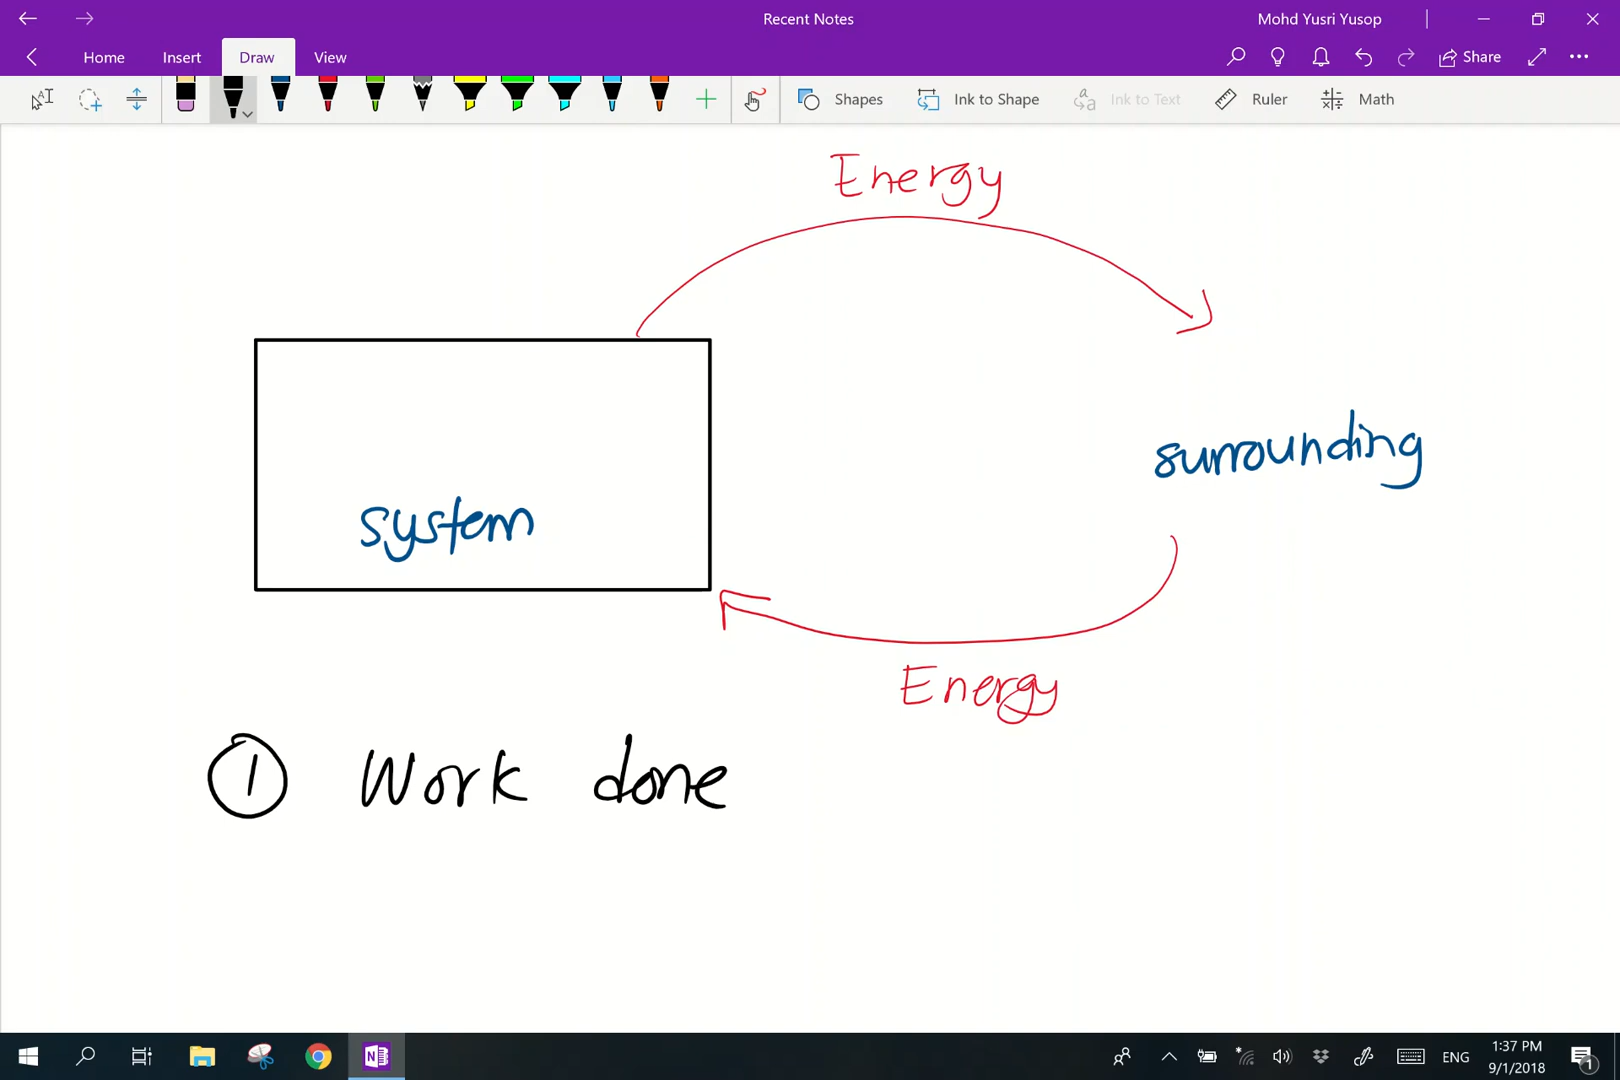 Recent Notes
Mohd Yusri Yusop
Home Insert Draw View
Share
Shapes Ink to Shape Ink to Text Ruler Math
Energy
surrounding
system
Energy
① Work done
ENG
1:37 PM
9/1/2018
1